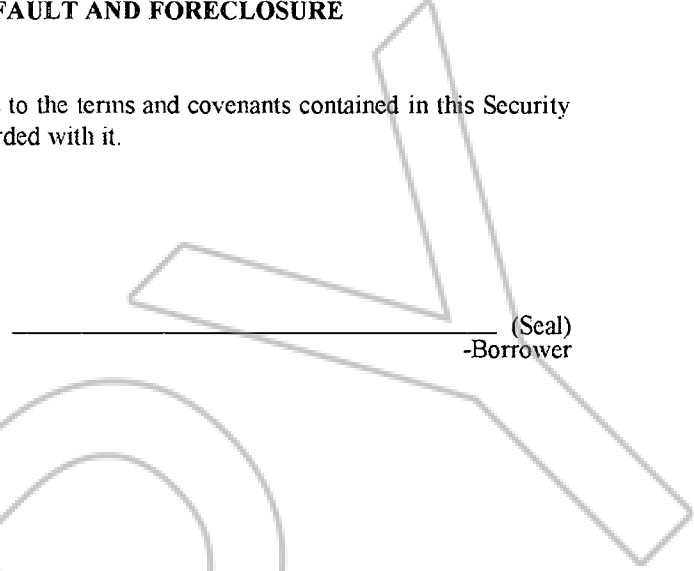 FAULT AND FORECLOSURE
to the terms and covenants contained in this Security
rded with it.
(Seal)
-Borrower